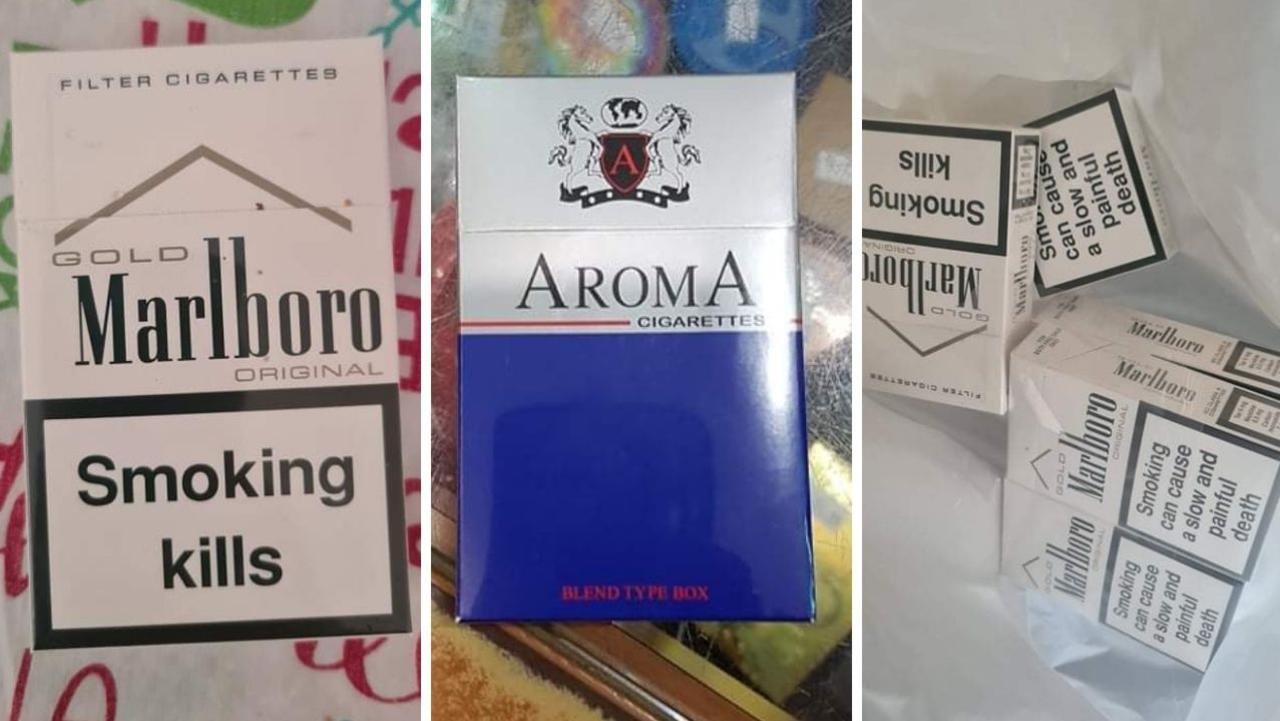 FILTER CIGARETTES
GOLD
Marlboro
ORIGINAL
Smoking
kills
A
AROMA
CIGARETTES
BLEND TYPE BOX
Smoking
kills
ORIGINAL
Marlboro
GOLD
FILTER CIGARETTES
Marlboro
can cause
a slow and
painful
death
Marlboro
Marlboro
GOLD
Marlboro
ORIGINAL
Smoking
can cause
a slow and
painful
death
GOLD
Marlboro
ORIGINAL
Smoking
can cause
a slow and
painful
death